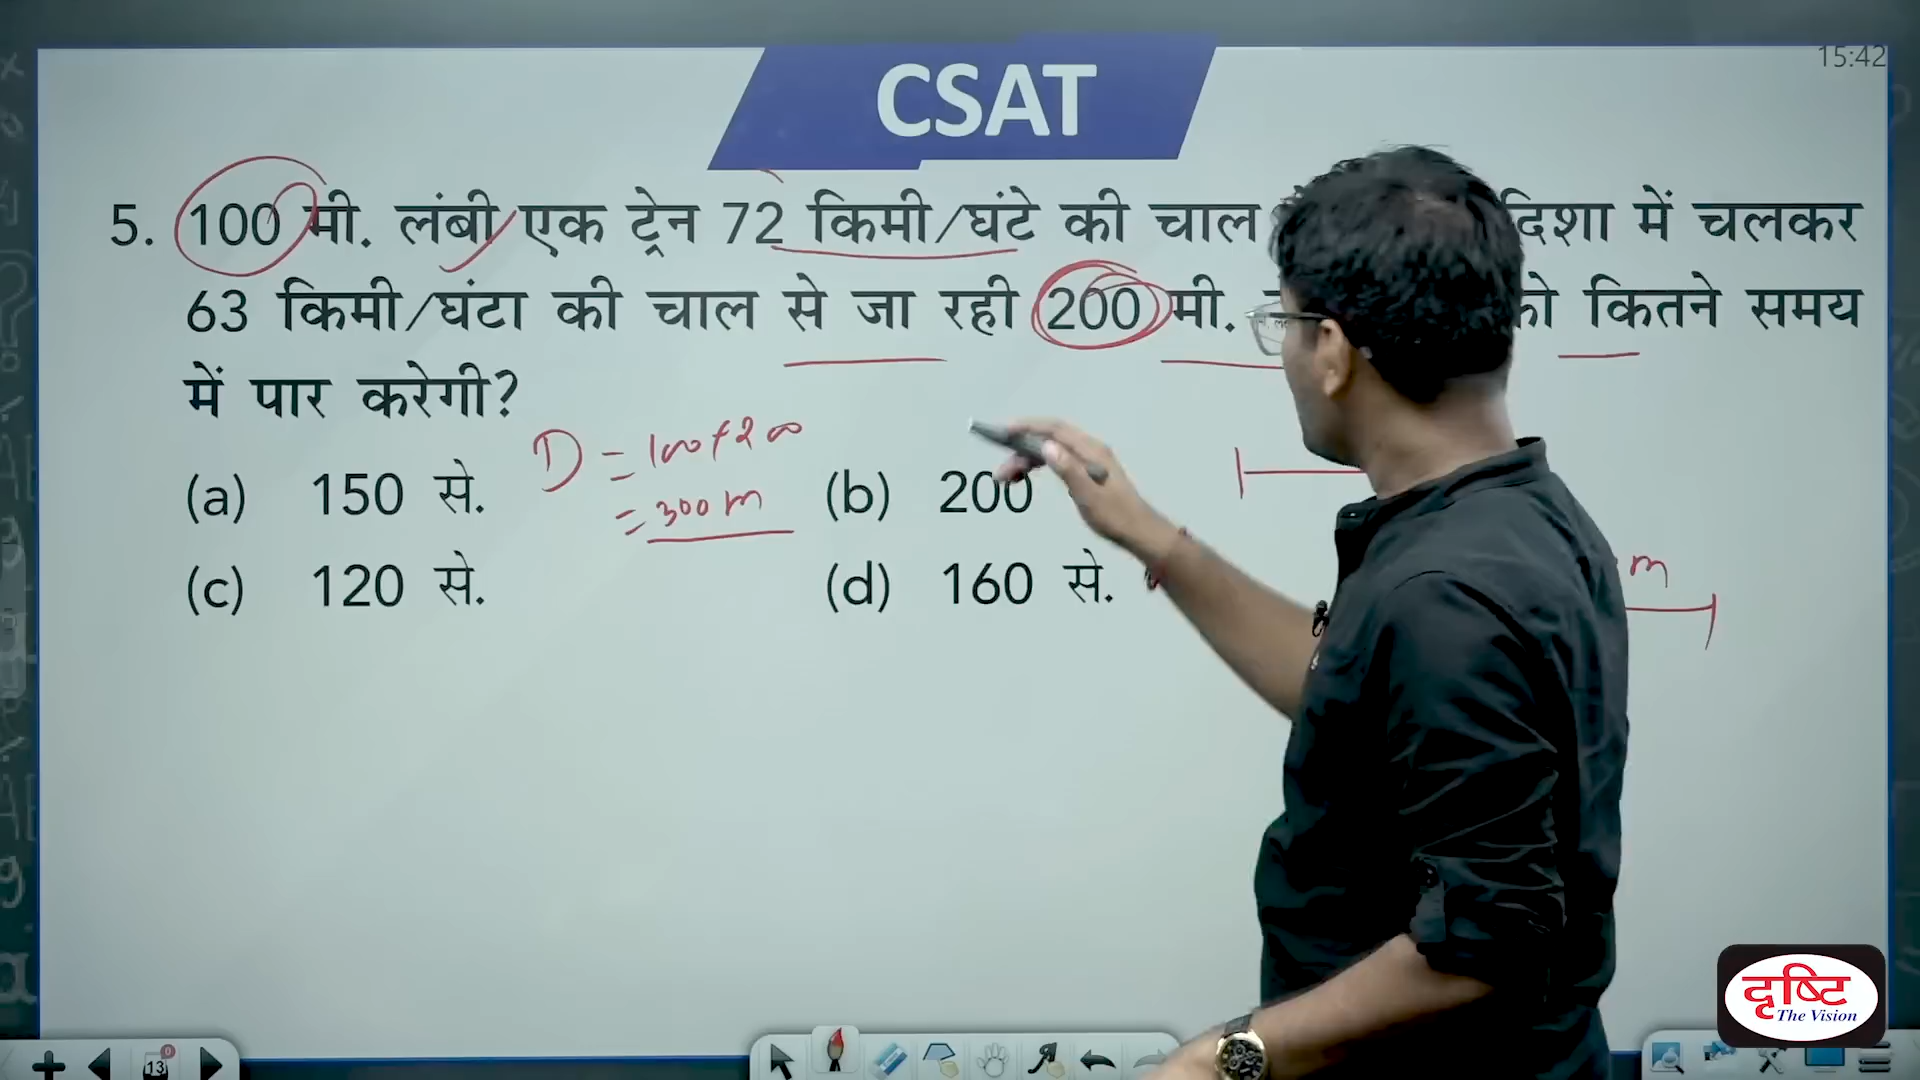 CSAT
15:42
5. 100 मी. लंबी एक ट्रेन 72 किमी/घंटे की चाल दिशा में चलकर
63 किमी/घंटा की चाल से जा रही 200 मी. को कितने समय
में पार करेगी?
D = 100+200
= 300 m
(a) 150 से. (b) 200
(c) 120 से. (d) 160 से.
m
13
दृष्टि
The Vision